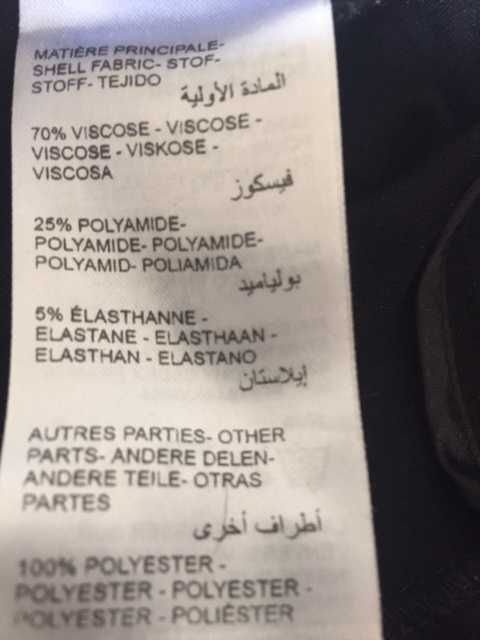 MATIÈRE PRINCIPALE-
SHELL FABRIC- STOF-
STOFF- TEJIDO
المادة الأولية
70% VISCOSE - VISCOSE -
VISCOSE - VISKOSE -
VISCOSA
فيسكوز
25% POLYAMIDE-
POLYAMIDE- POLYAMIDE-
POLYAMID- POLIAMIDA
بولياميد
5% ÉLASTHANNE -
ELASTANE - ELASTHAAN -
ELASTHAN - ELASTANO
إيلاستان
AUTRES PARTIES- OTHER
PARTS- ANDERE DELEN-
ANDERE TEILE- OTRAS
PARTES
أطراف أخرى
100% POLYESTER -
POLYESTER - POLYESTER -
POLYESTER - POLIÉSTER